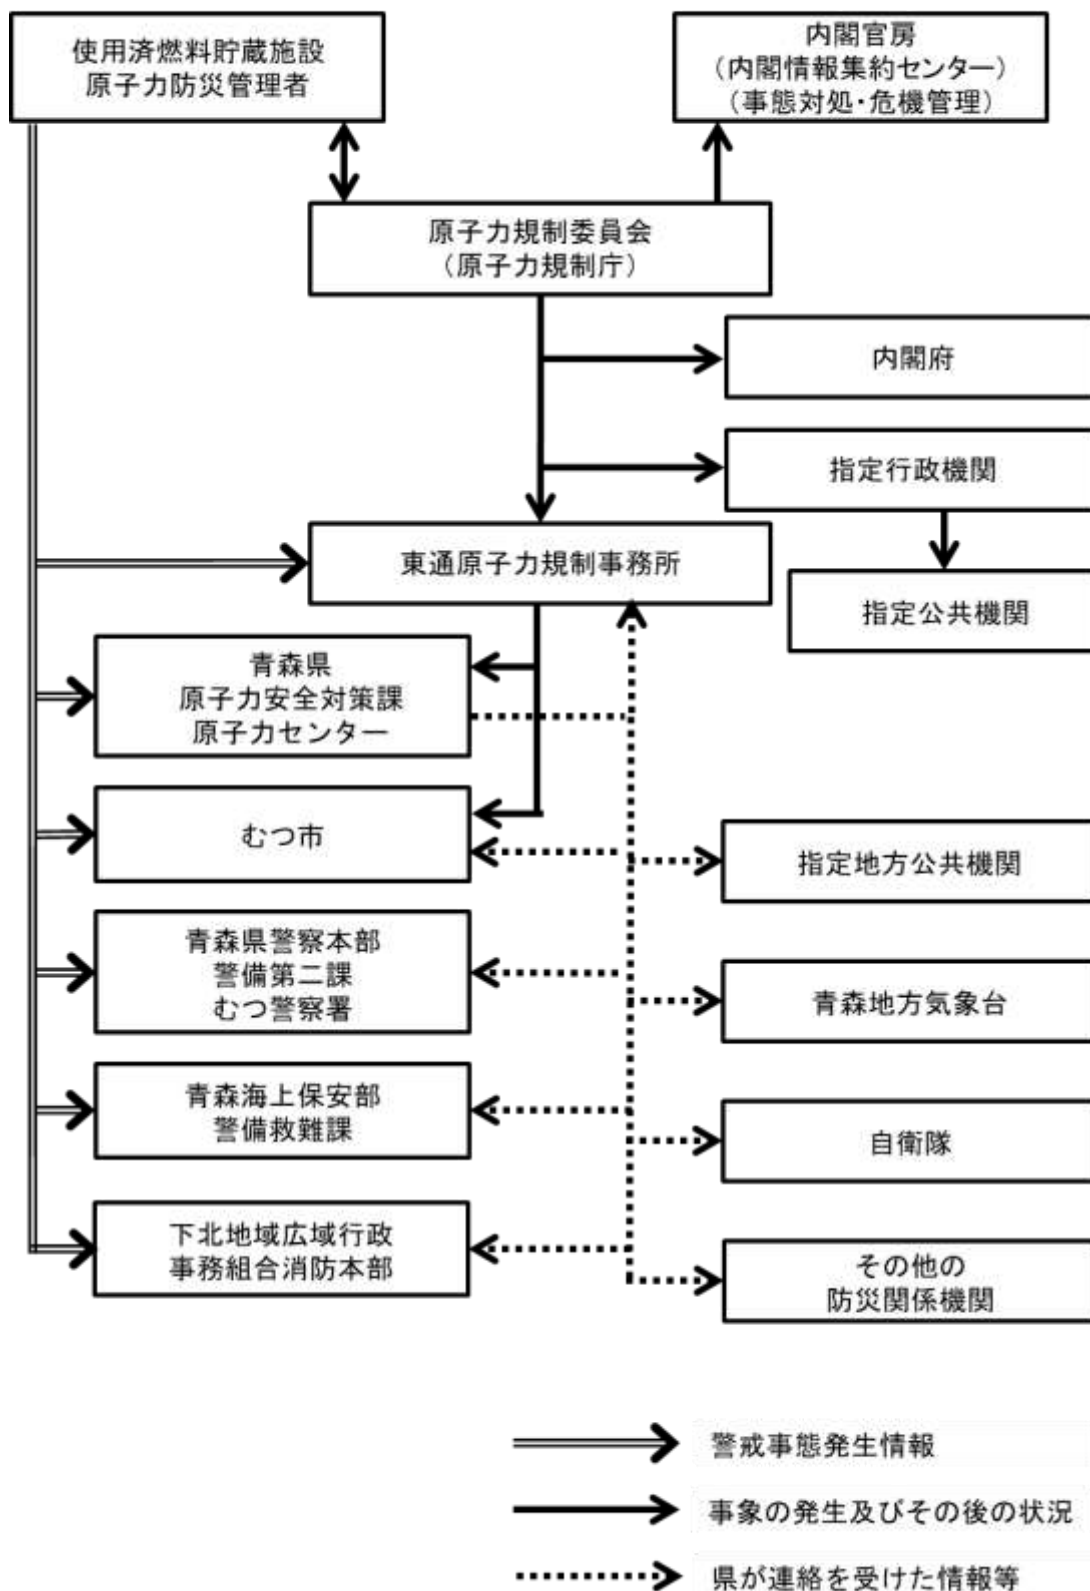 使用済燃料貯蔵施設
原子力防災管理者
内閣官房
（内閣情報集約センター）
（事態対処・危機管理）
原子力規制委員会
（原子力規制庁）
内閣府
指定行政機関
東通原子力規制事務所
指定公共機関
青森県
原子力安全対策課
原子力センター
むつ市
指定地方公共機関
青森県警察本部
警備第二課
むつ警察署
青森地方気象台
青森海上保安部
警備救難課
自衛隊
下北地域広域行政
事務組合消防本部
その他の
防災関係機関
警戒事態発生情報
事象の発生及びその後の状況
県が連絡を受けた情報等